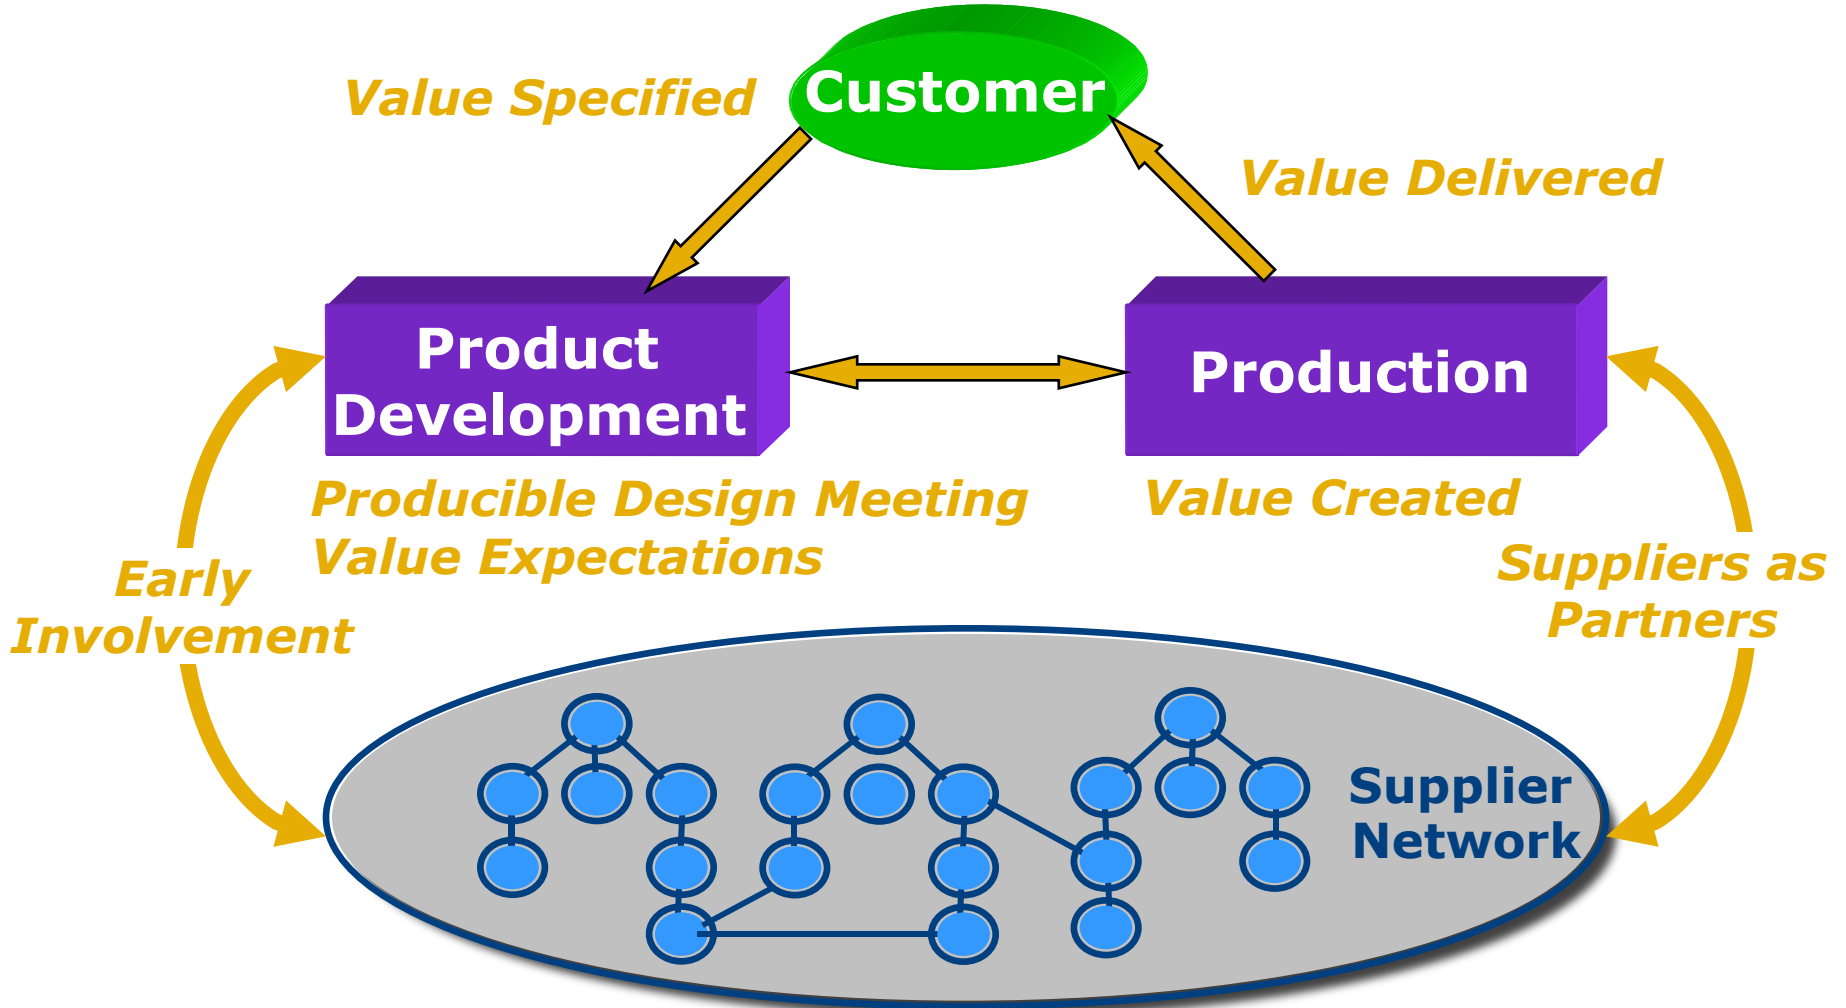 Customer
Value Specified
Value Delivered
Product
Development
Production
Producible Design Meeting
Value Expectations
Value Created
Early
Involvement
Suppliers as
Partners
Supplier
Network